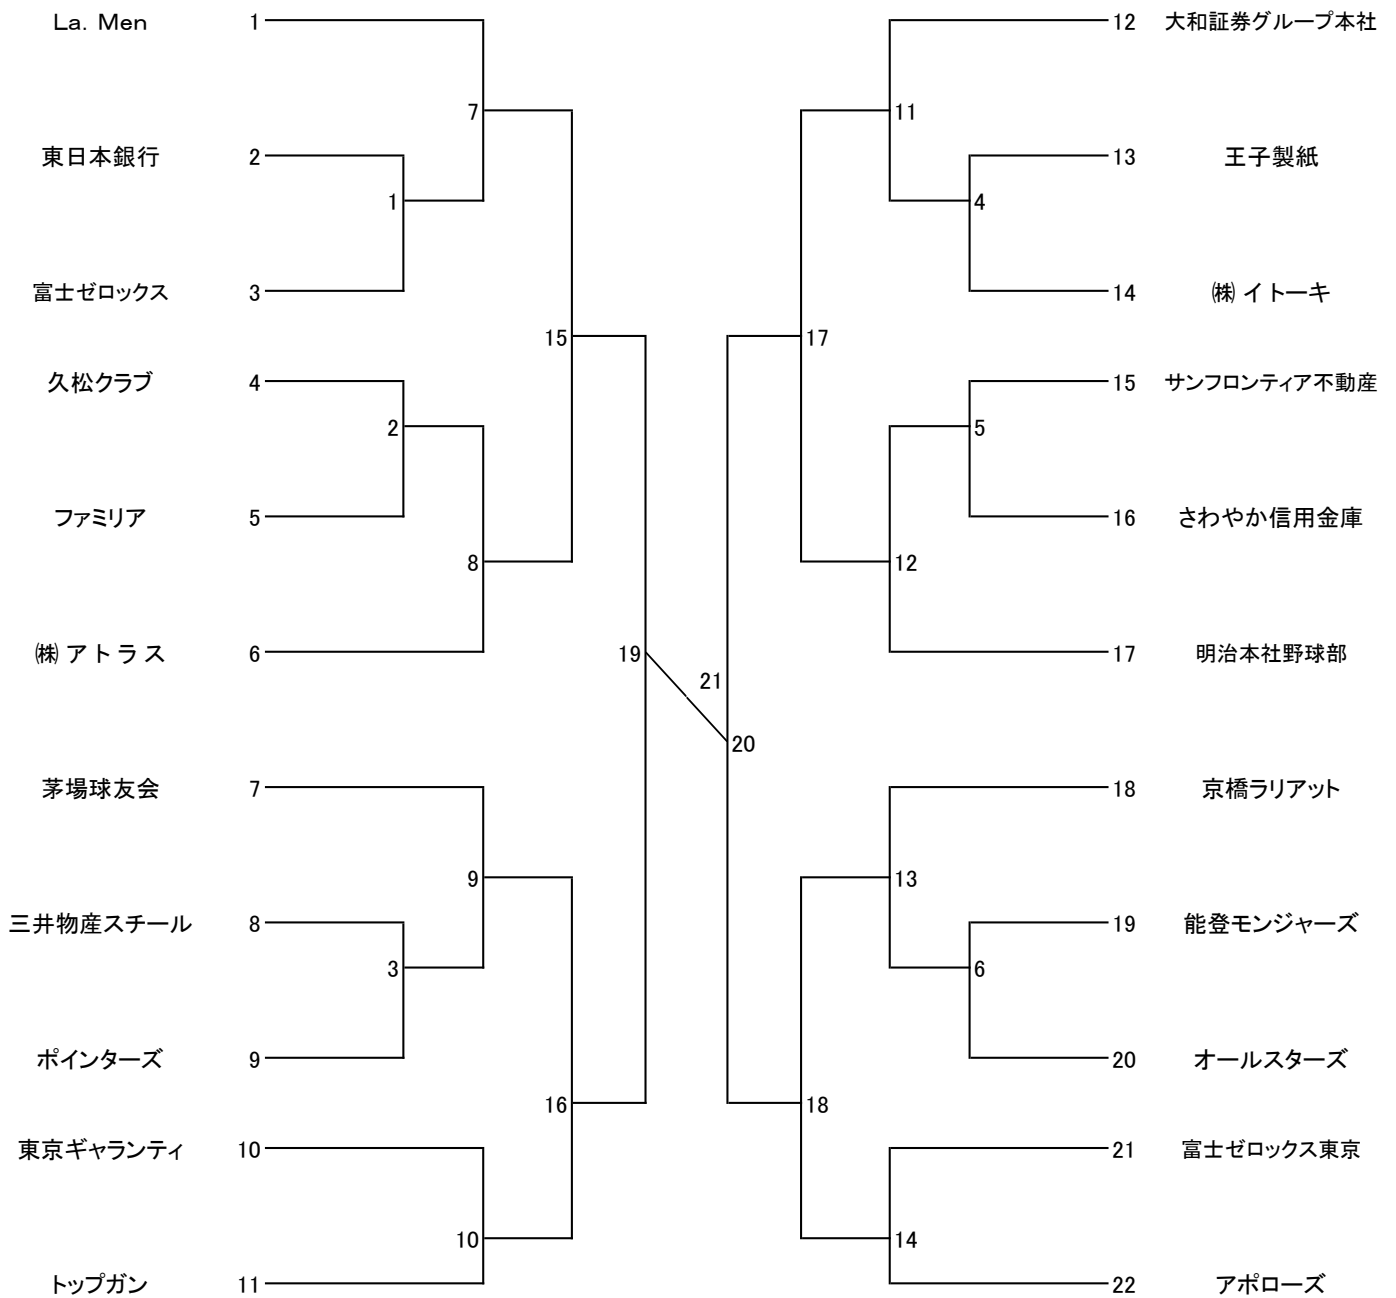 La. Men 1
12 大和証券グループ本社
7
11
東日本銀行 2
13 王子製紙
1
4
富士ゼロックス 3
14 ㈱イトーキ
15
17
久松クラブ 4
15 サンフロンティア不動産
2
5
ファミリア 5
16 さわやか信用金庫
8
12
㈱アトラス 6
19
17 明治本社野球部
21
20
茅場球友会 7
18 京橋ラリアット
9
13
三井物産スチール 8
19 能登モンジャーズ
3
6
ポインターズ 9
20 オールスターズ
16
18
東京ギャランティ 10
21 富士ゼロックス東京
10
14
トップガン 11
22 アポローズ